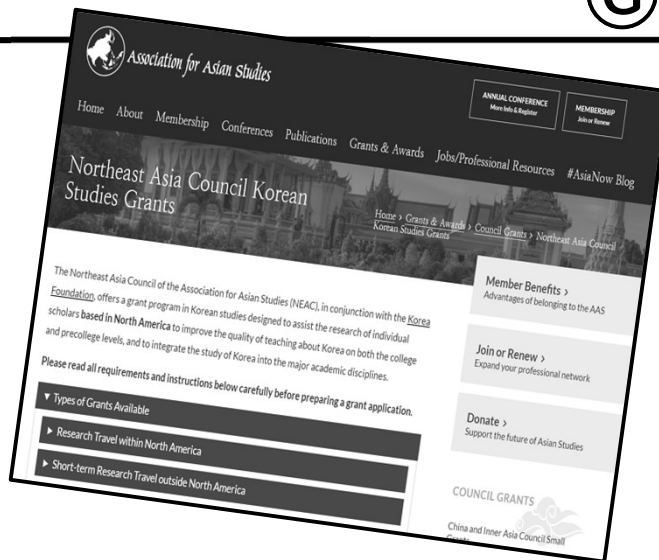 G
Association for Asian Studies
ANNUAL CONFERENCE
More Info & Register
MEMBERSHIP
Join or Renew
Home About Membership Conferences Publications Grants & Awards Jobs/Professional Resources #AsiaNow Blog
Northeast Asia Council Korean
Studies Grants
Home > Grants & Awards > Council Grants > Northeast Asia Council
Korean Studies Grants
The Northeast Asia Council of the Association for Asian Studies (NEAC), in conjunction with the Korea
Foundation, offers a grant program in Korean studies designed to assist the research of individual
scholars based in North America to improve the quality of teaching about Korea on both the college
and precollege levels, and to integrate the study of Korea into the major academic disciplines.
Please read all requirements and instructions below carefully before preparing a grant application.
▼ Types of Grants Available
▶ Research Travel within North America
▶ Short-term Research Travel outside North America
Member Benefits >
Advantages of belonging to the AAS
Join or Renew >
Expand your professional network
Donate >
Support the future of Asian Studies
COUNCIL GRANTS
China and Inner Asia Council Small
Grants